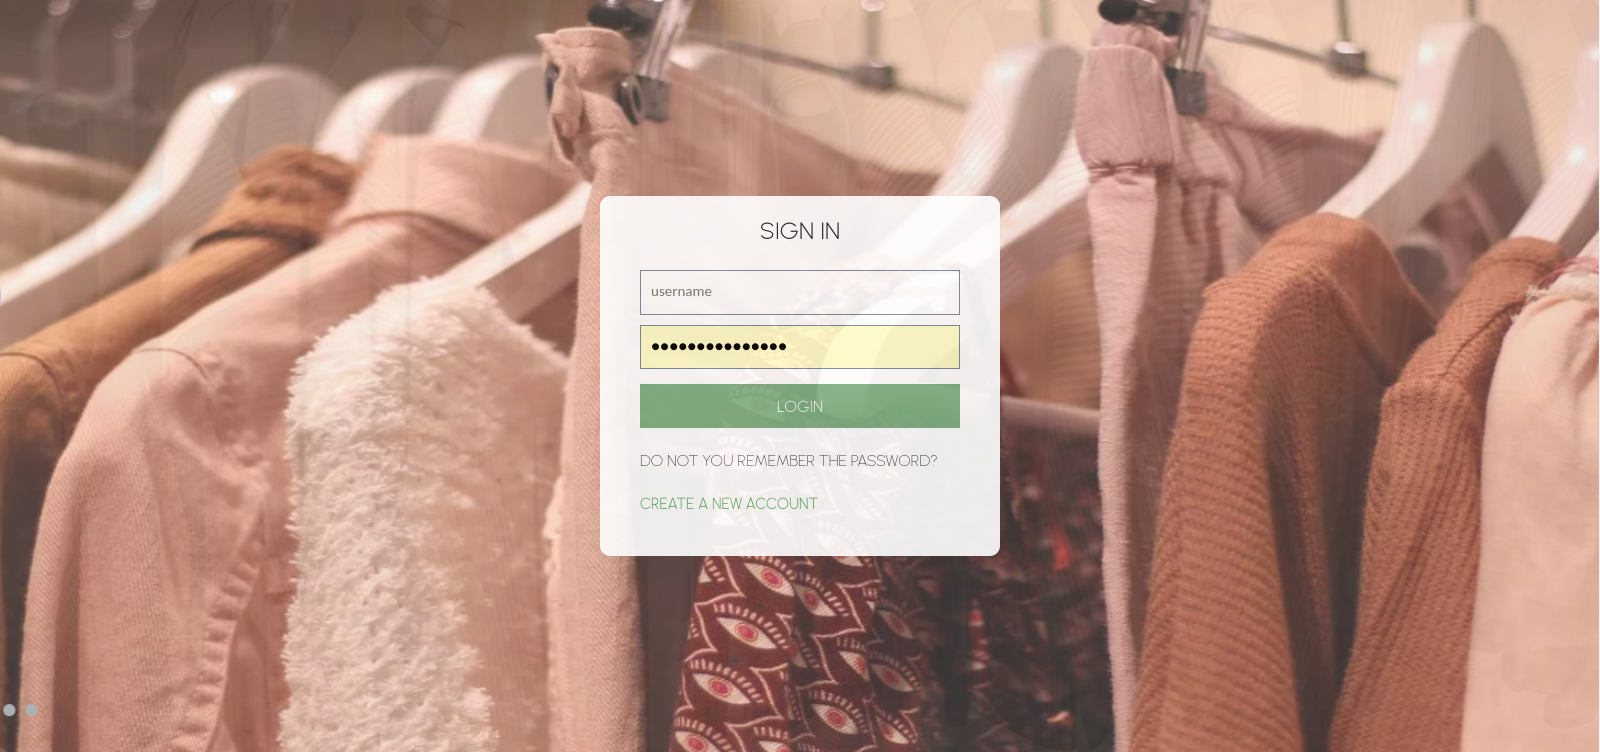 SIGN IN
username
•••••••••••••••
LOGIN
DO NOT YOU REMEMBER THE PASSWORD?
CREATE A NEW ACCOUNT